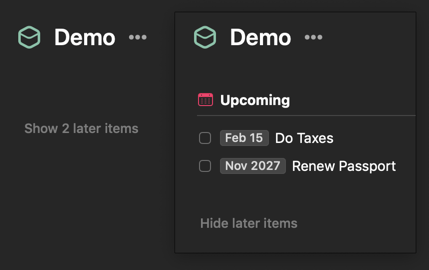 Demo •••
Show 2 later items
Demo •••
Upcoming
Feb 15 Do Taxes
Nov 2027 Renew Passport
Hide later items